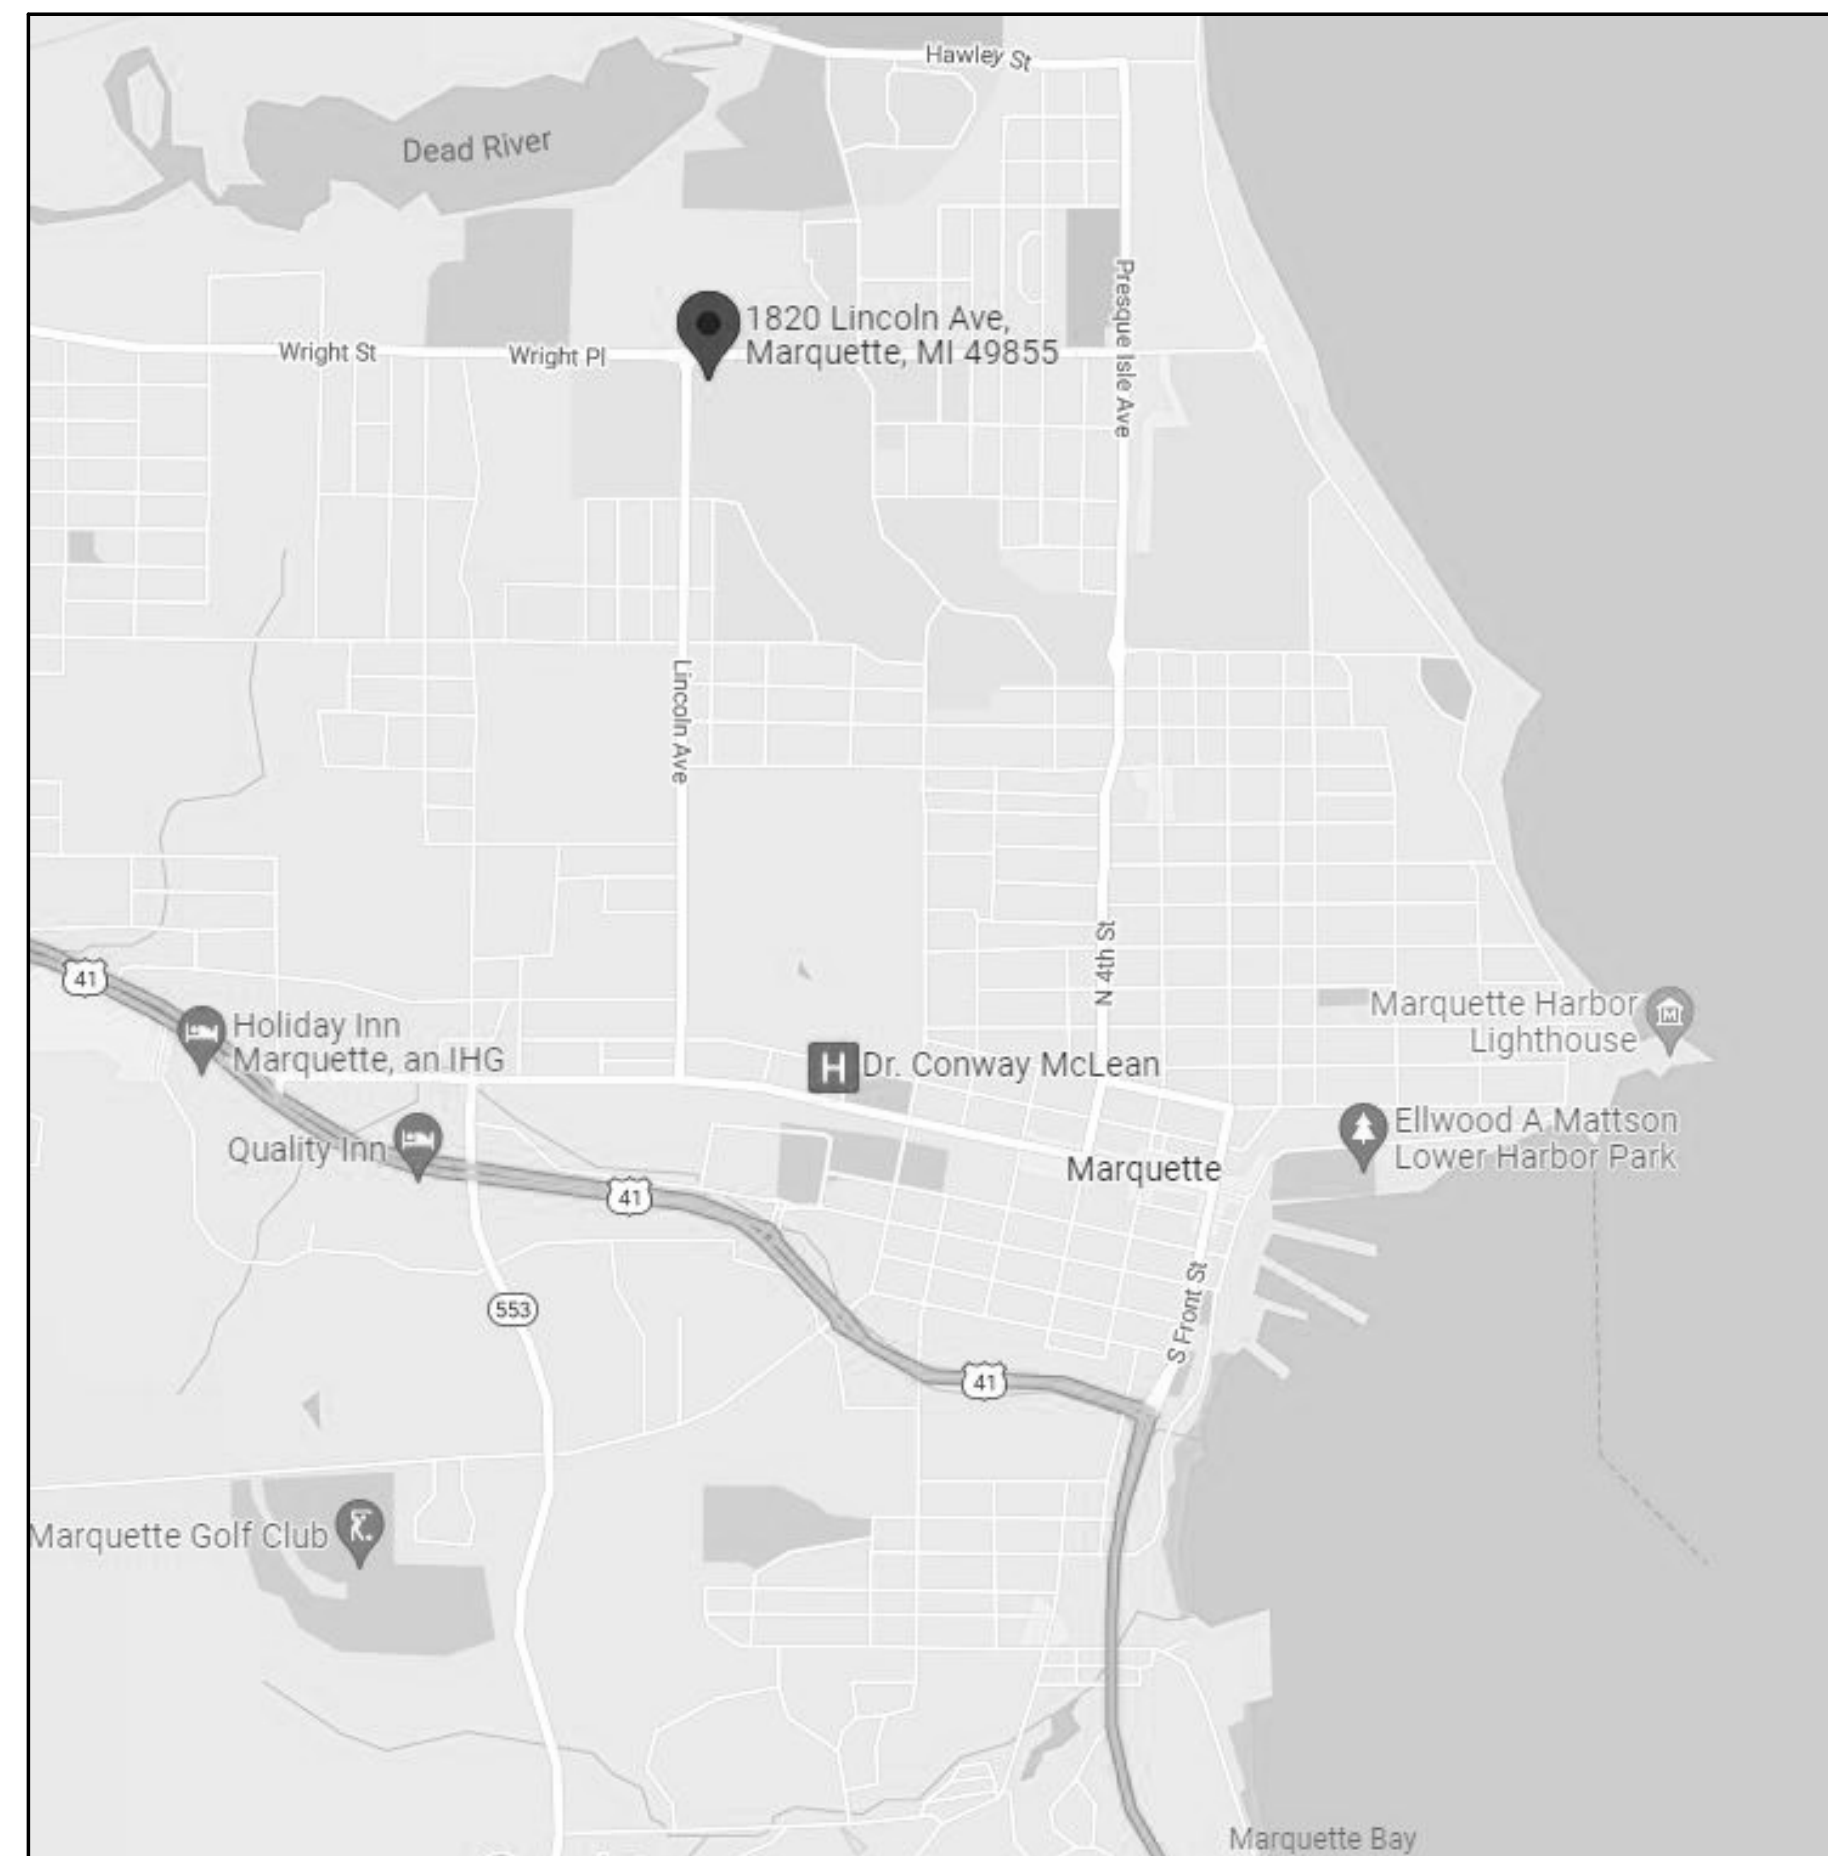 Hawley St
Dead River
Presque Isle Ave
1820 Lincoln Ave,
Marquette, MI 49855
Wright St
Wright Pl
Lincoln Ave
N 4th St
41
Holiday Inn
Marquette, an IHG
Marquette Harbor
Lighthouse
H
Dr. Conway McLean
Quality Inn
Ellwood A Mattson
Lower Harbor Park
Marquette
41
S Front St
553
41
Marquette Golf Club
Marquette Bay